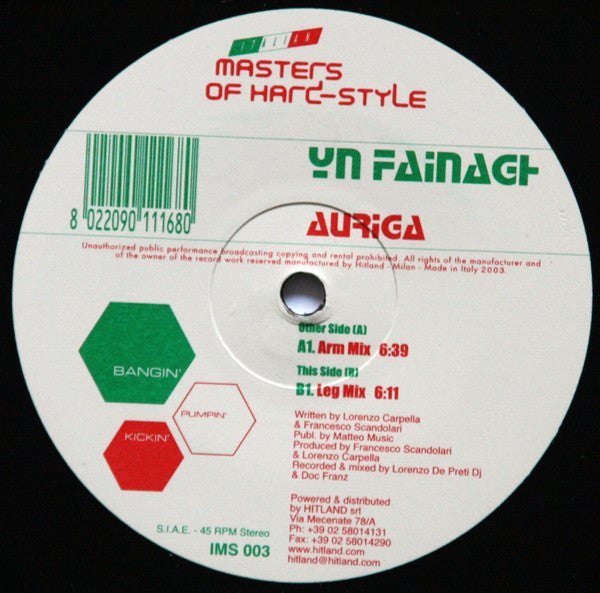 ITALIAN
MASTERS
OF HARD-STYLE
YN FAINAGH
AURIGA
8 022090 111680
Unauthorized public performance broadcasting copying and rental prohibited. All rights of the manufacturer and
of the owner of the record work reserved manufactured by Hitland - Milan - Made in Italy 2003.
BANGIN'
PUMPIN'
KICKIN'
Other Side (A)
A1. Arm Mix 6:39
This Side (B)
B1. Leg Mix 6:11
Written by Lorenzo Carpella
& Francesco Scandolari
Publ. by Matteo Music
Produced by Francesco Scandolari
& Lorenzo Carpella
Recorded & mixed by Lorenzo De Preti Dj
& Doc Franz
Powered & distributed
by HITLAND srl
Via Mecenate 78/A
Ph: +39 02 58014131
Fax: +39 02 58014290
www.hitland.com
hitland@hitland.com
S.I.A.E. - 45 RPM Stereo
IMS 003